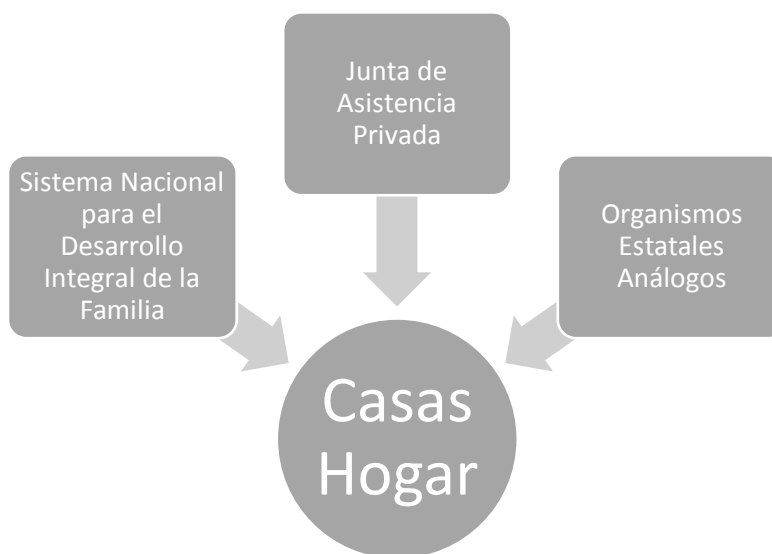 Junta de
Asistencia
Privada
Sistema Nacional
para el
Desarrollo
Integral de la
Familia
Organismos
Estatales
Análogos
Casas
Hogar